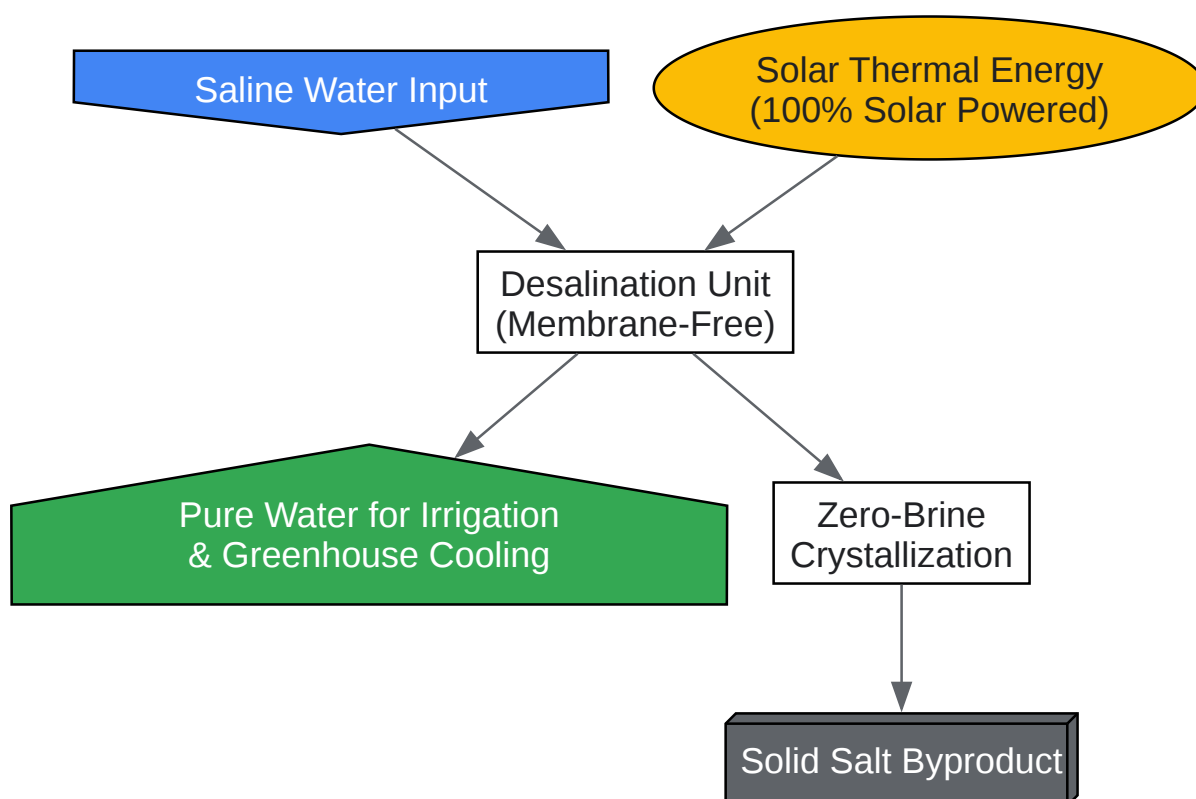 Saline Water Input
Solar Thermal Energy
(100% Solar Powered)
Desalination Unit
(Membrane-Free)
Pure Water for Irrigation
& Greenhouse Cooling
Zero-Brine
Crystallization
Solid Salt Byproduct